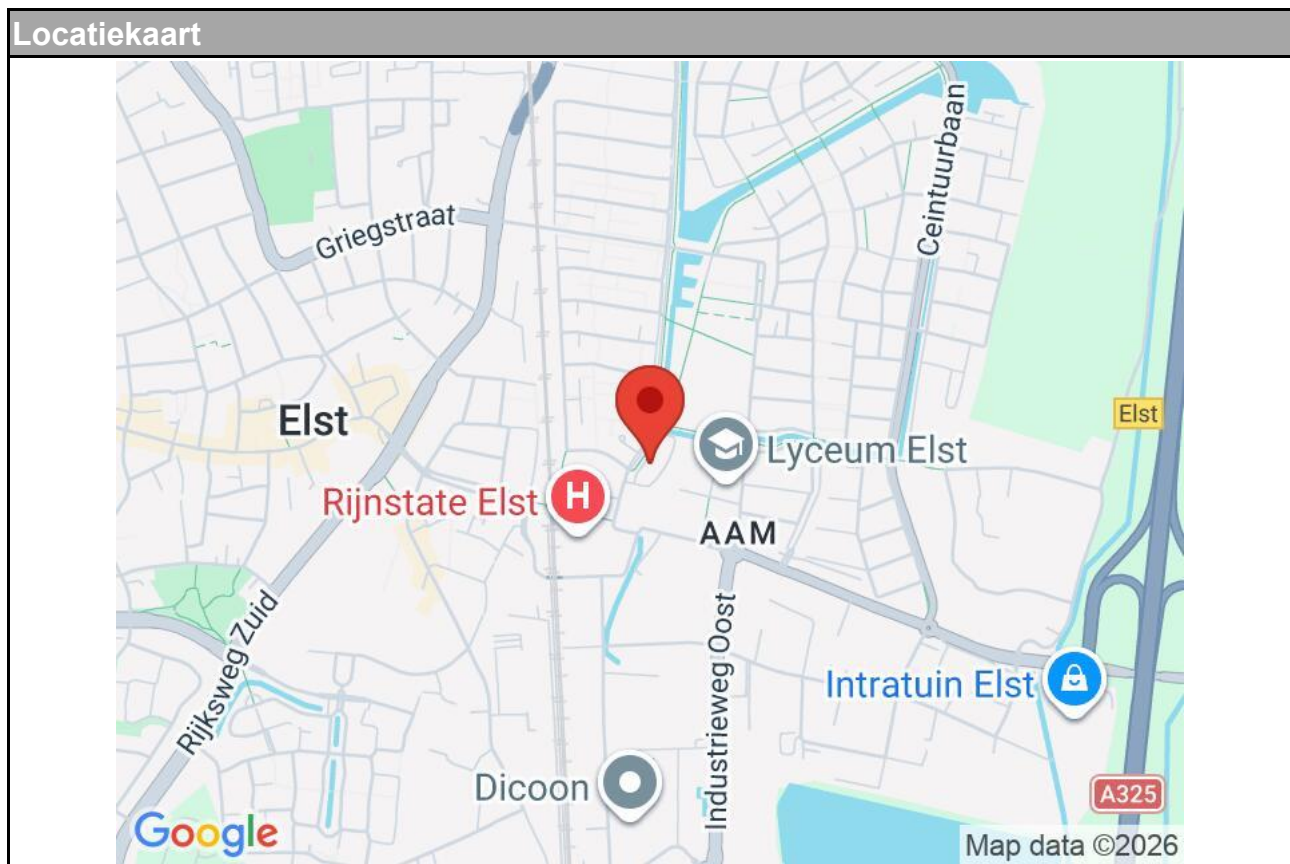 Locatiekaart
Ceintuurbaan
Griegstraat
Elst
Elst
Lyceum Elst
Rijnstate Elst
H
AAM
Rijksweg Zuid
Industrieweg Oost
Intratuin Elst
Dicoon
A325
Google
Map data ©2026